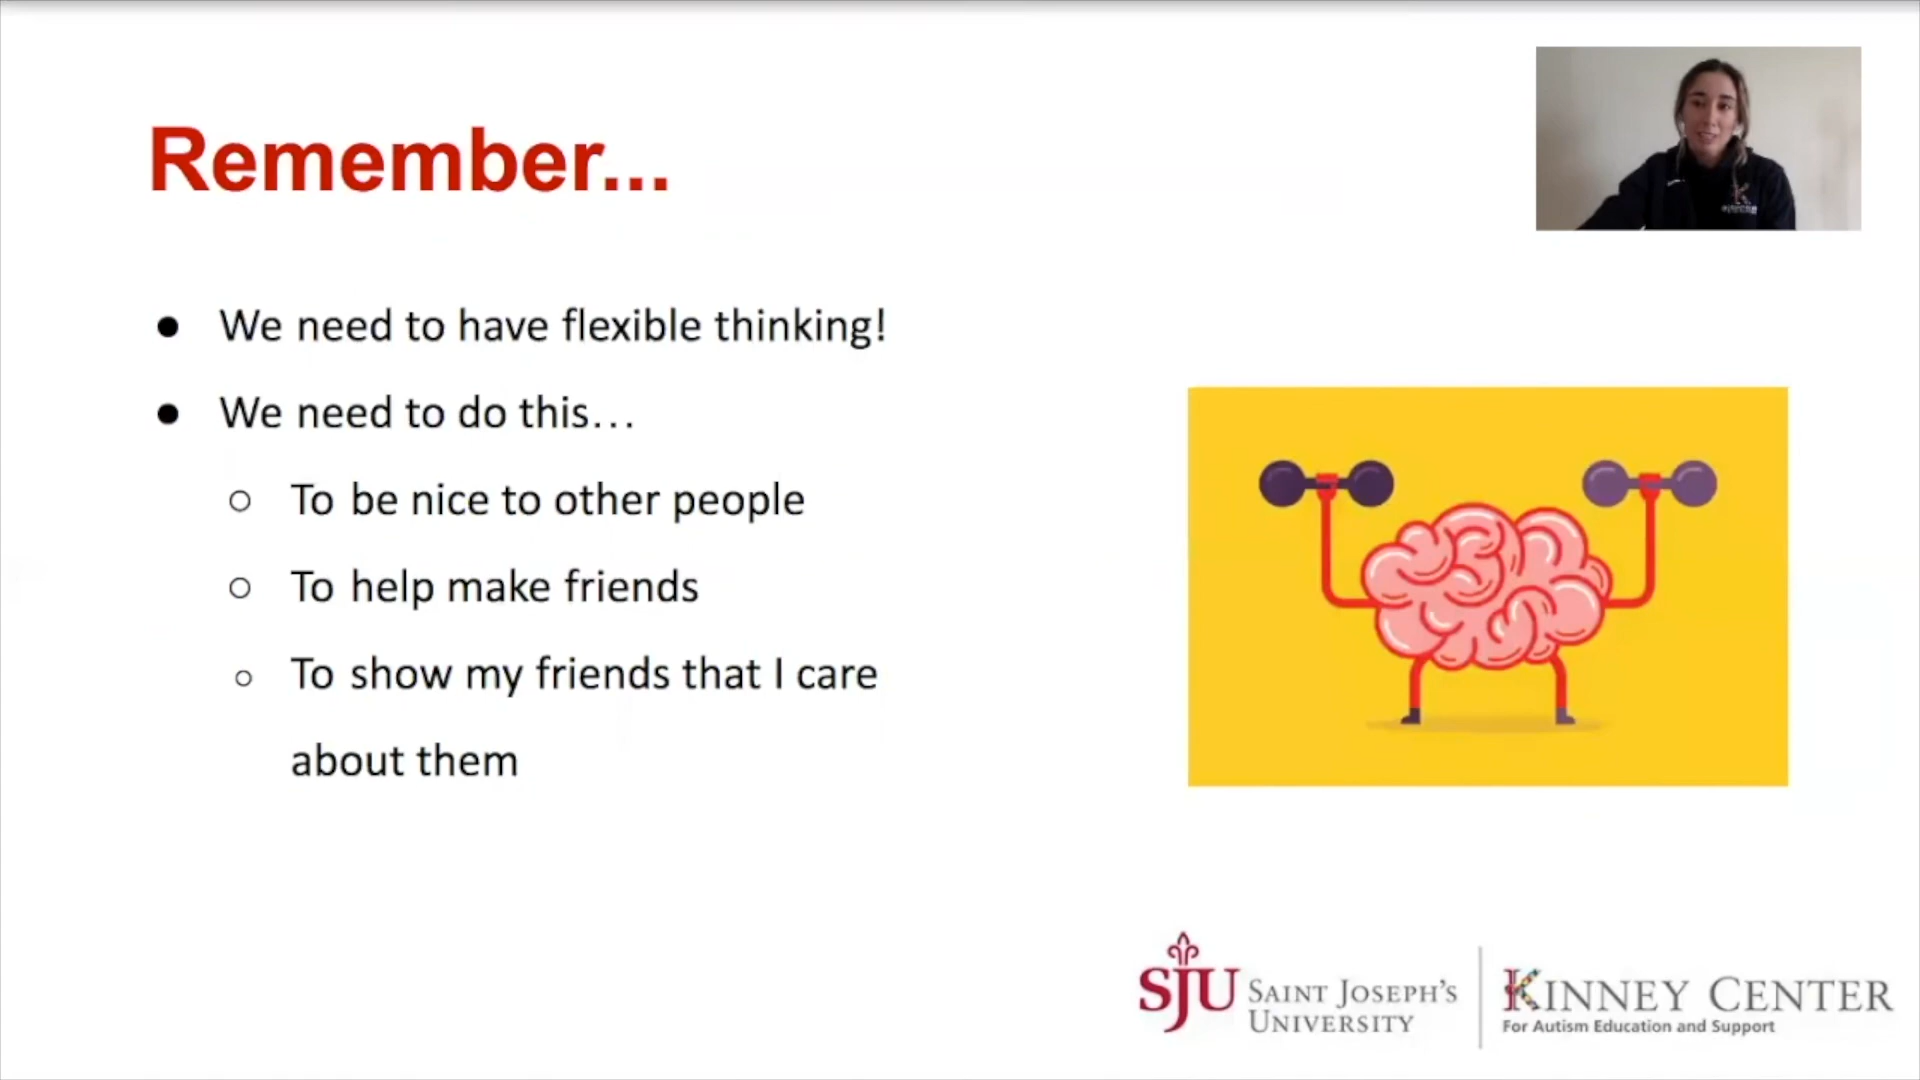 Remember...
● We need to have flexible thinking!
● We need to do this...
○ To be nice to other people
○ To help make friends
○ To show my friends that I care
about them
SJU SAINT JOSEPH'S
UNIVERSITY
KINNEY CENTER
For Autism Education and Support